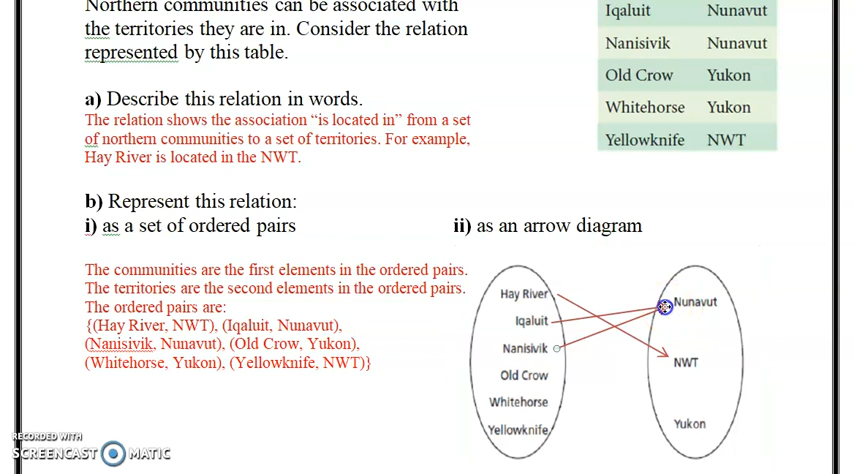 Northern communities can be associated with
the territories they are in. Consider the relation
represented by this table.
Iqaluit Nunavut
Nanisivik Nunavut
Old Crow Yukon
Whitehorse Yukon
Yellowknife NWT
a) Describe this relation in words.
The relation shows the association “is located in” from a set
of northern communities to a set of territories. For example,
Hay River is located in the NWT.
b) Represent this relation:
i) as a set of ordered pairs
ii) as an arrow diagram
The communities are the first elements in the ordered pairs.
The territories are the second elements in the ordered pairs.
The ordered pairs are:
{(Hay River, NWT), (Iqaluit, Nunavut),
(Nanisivik, Nunavut), (Old Crow, Yukon),
(Whitehorse, Yukon), (Yellowknife, NWT)}
Hay River
Iqaluit
Nanisivik
Old Crow
Whitehorse
Yellowknife
Nunavut
NWT
Yukon
RECORDED WITH
SCREENCAST MATIC